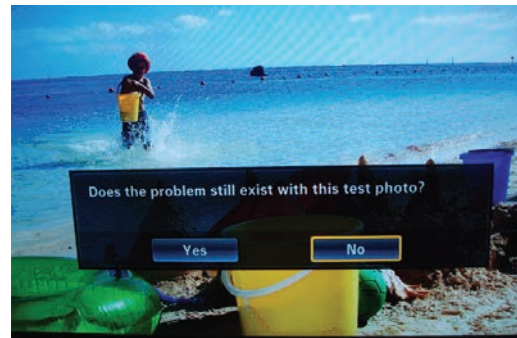 Does the problem still exist with this test photo?
Yes
No